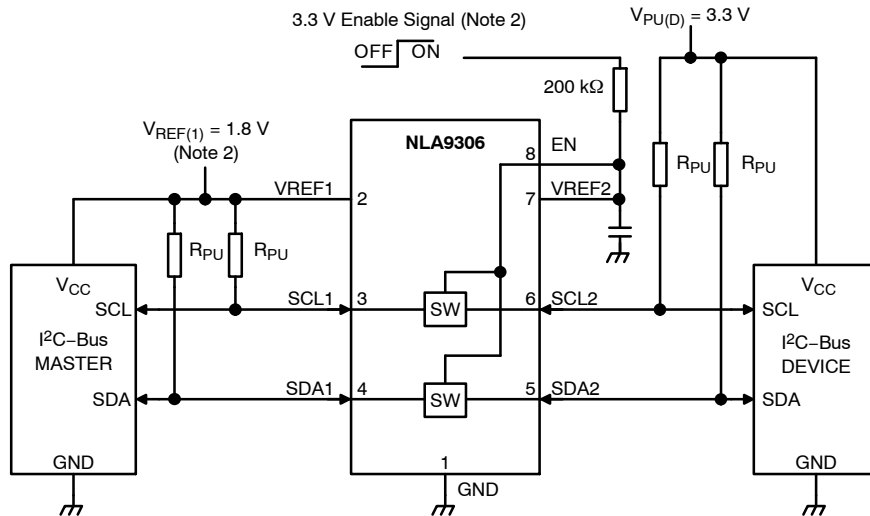 3.3 V Enable Signal (Note 2)
OFF ON
V_PU(D) = 3.3 V
200 kΩ
V_REF(1) = 1.8 V
(Note 2)
NLA9306
8 EN
R_PU R_PU
VREF1 2
7 VREF2
R_PU R_PU
V_CC
V_CC
SCL SCL1 3 SW 6 SCL2 SCL
I²C–Bus
MASTER
I²C–Bus
DEVICE
SDA SDA1 4 SW 5 SDA2 SDA
GND
1
GND
GND